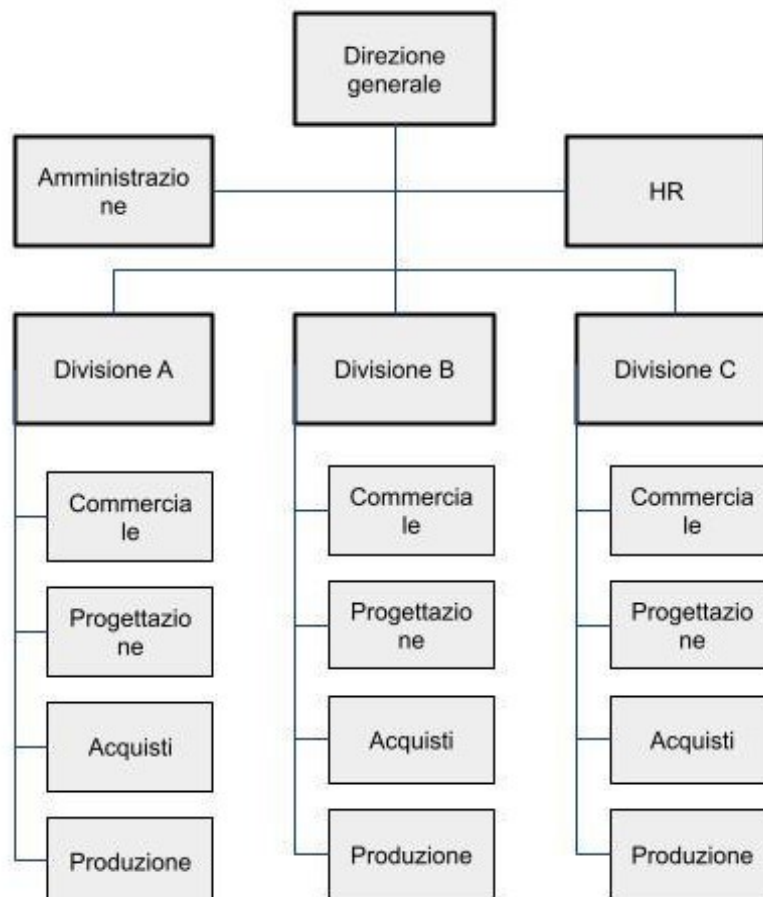 Direzione
generale
Amministrazio
ne
HR
Divisione A
Divisione B
Divisione C
Commercia
le
Commercia
le
Commercia
le
Progettazio
ne
Progettazio
ne
Progettazio
ne
Acquisti
Acquisti
Acquisti
Produzione
Produzione
Produzione